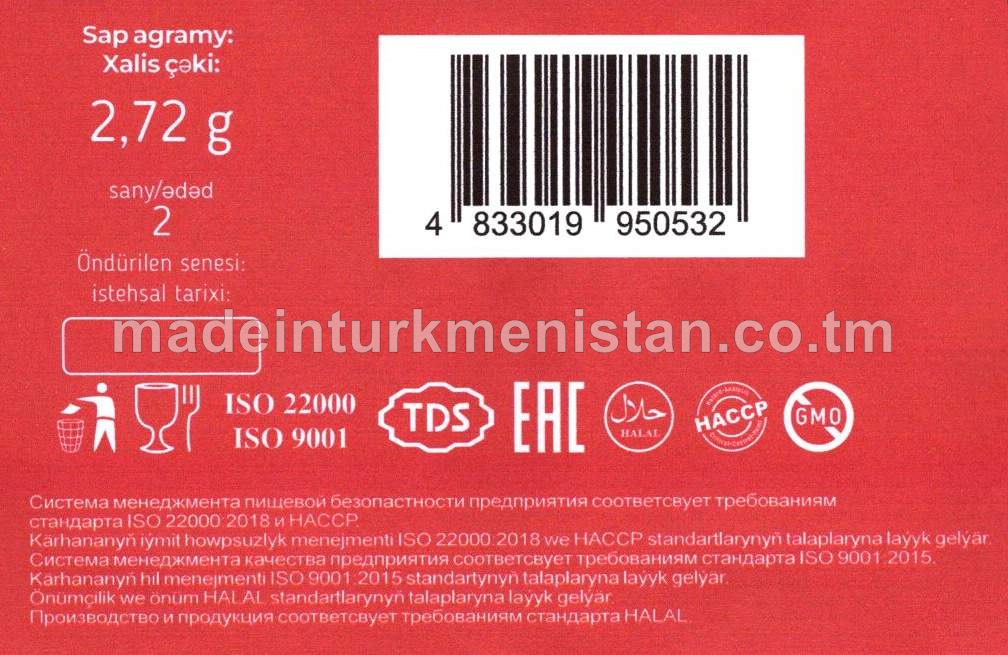 Sap agramy:
Xalis çəki:
2,72 g
sany/ədəd
2
Öndürilen senesi:
istehsal tarixi:
4 833019 950532
madeinturkmenistan.co.tm
ISO 22000
ISO 9001
TDS
EAC
حلال
HALAL
HACCP
GMO
Система менеджмента пищевой безопастности предприятия соответсвует требованиям
стандарта ISO 22000:2018 и HACCP.
Kärhananyň iýmit howpsuzlyk menejmenti ISO 22000:2018 we HACCP standartlarynyň talaplaryna laýyk gelýär.
Система менеджмента качества предприятия соответсвует требованиям стандарта ISO 9001:2015.
Kärhananyň hil menejmenti ISO 9001:2015 standartynyň talaplaryna laýyk gelýär.
Önümçilik we önüm HALAL standartlarynyň talaplaryna laýyk gelýär.
Производство и продукция соответсвует требованиям стандарта HALAL.